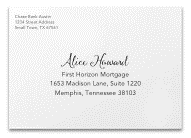 Chase Bank Austin
1234 Street Address
Small Town, TX 01234
Alice Howard
First Horizon Mortgage
1653 Madison Lane, Suite 1220
Memphis, Tennessee 38103